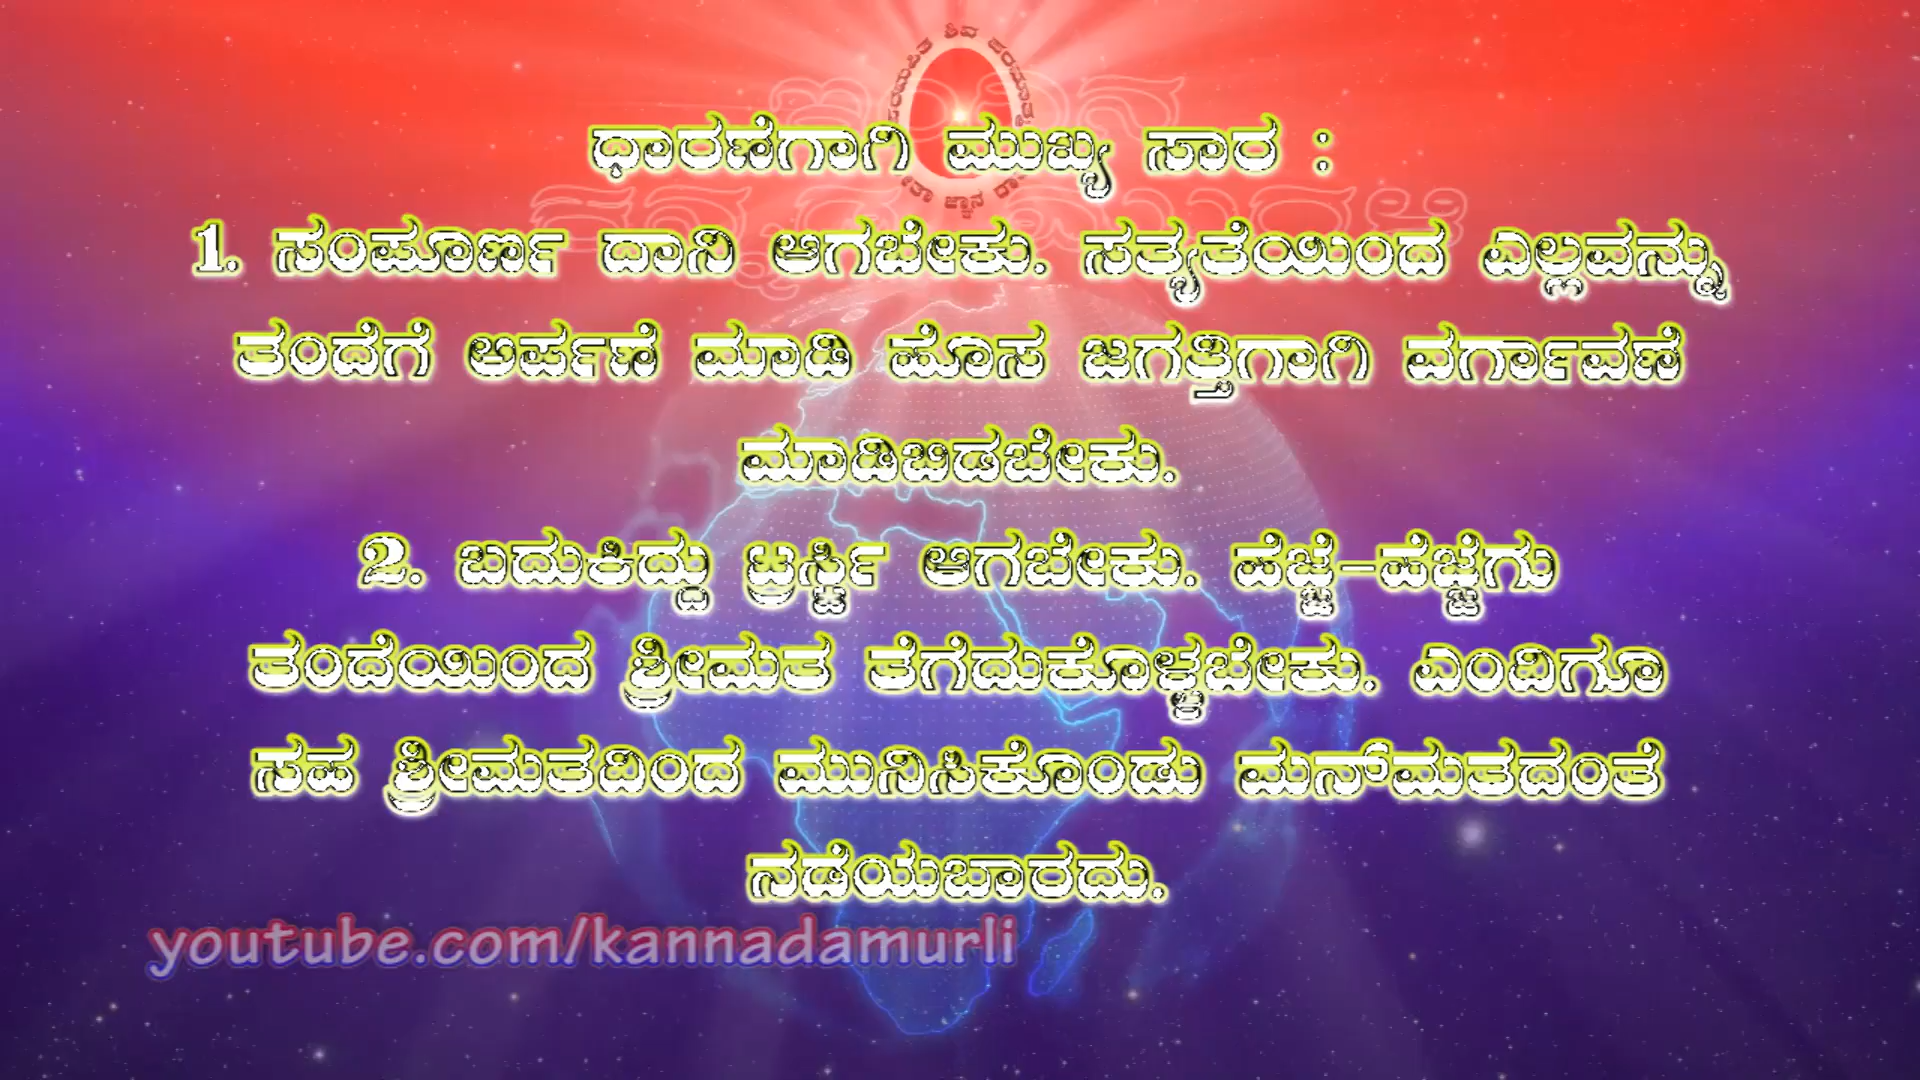 ಶಿವ
ಜ್ಞಾನ
ಧಾರಣೆಗಾಗಿ ಮುಖ್ಯ ಸಾರ :
1. ಸಂಪೂರ್ಣ ದಾನಿ ಆಗಬೇಕು. ಸತ್ಯತೆಯಿಂದ ಎಲ್ಲವನ್ನು
ತಂದೆಗೆ ಅರ್ಪಣೆ ಮಾಡಿ ಹೊಸ ಜಗತ್ತಿಗಾಗಿ ವರ್ಗಾವಣೆ
ಮಾಡಿಬಿಡಬೇಕು.
2. ಬದುಕಿದ್ದು ಟ್ರಸ್ಟಿ ಆಗಬೇಕು. ಹೆಜ್ಜೆ-ಹೆಜ್ಜೆಗು
ತಂದೆಯಿಂದ ಶ್ರೀಮತ ತೆಗೆದುಕೊಳ್ಳಬೇಕು. ಎಂದಿಗೂ
ಸಹ ಶ್ರೀಮತದಿಂದ ಮುನಿಸಿಕೊಂಡು ಮನ್‌ಮತದಂತೆ
ನಡೆಯಬಾರದು.
youtube.com/kannadamurli